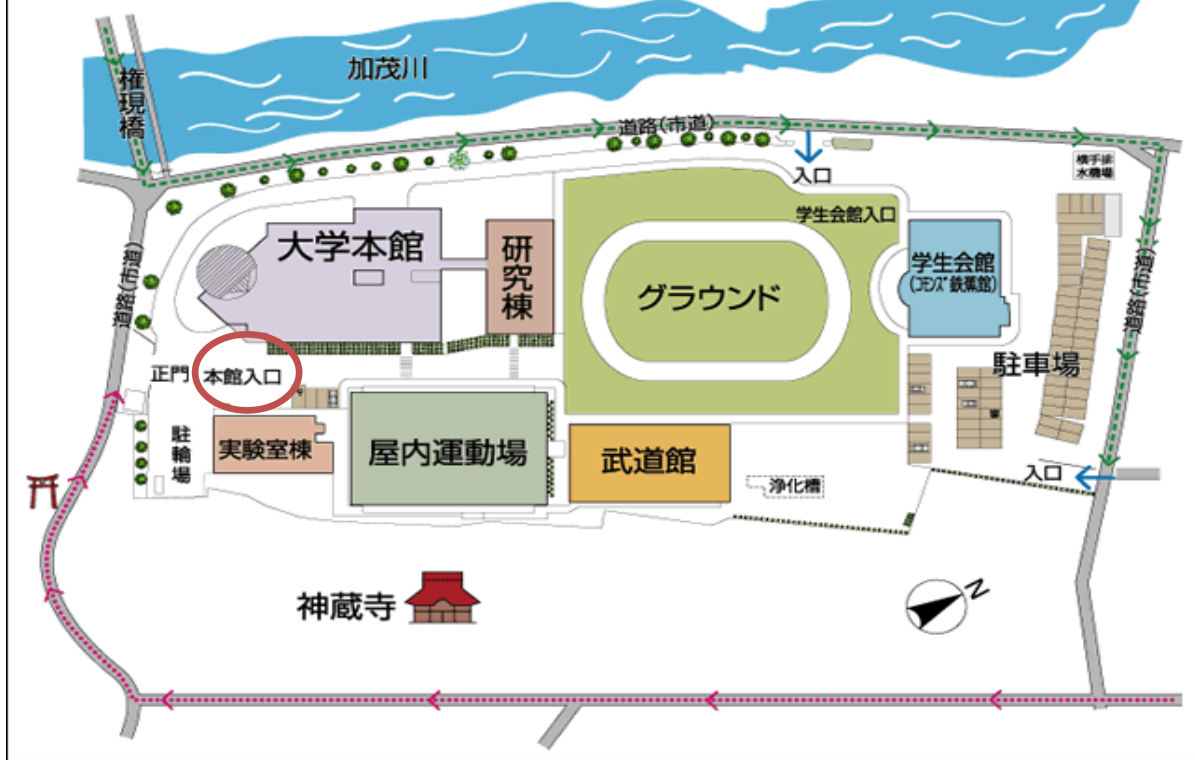 加茂川
権現橋
道路(市道)
入口
横手排
水機場
学生会館入口
大学本館
研究棟
グラウンド
学生会館
(コモンズ鉄蕉館)
道路(市道)
道路(市道)
駐車場
正門
本館入口
駐輪場
実験室棟
屋内運動場
武道館
浄化槽
入口
神蔵寺
N